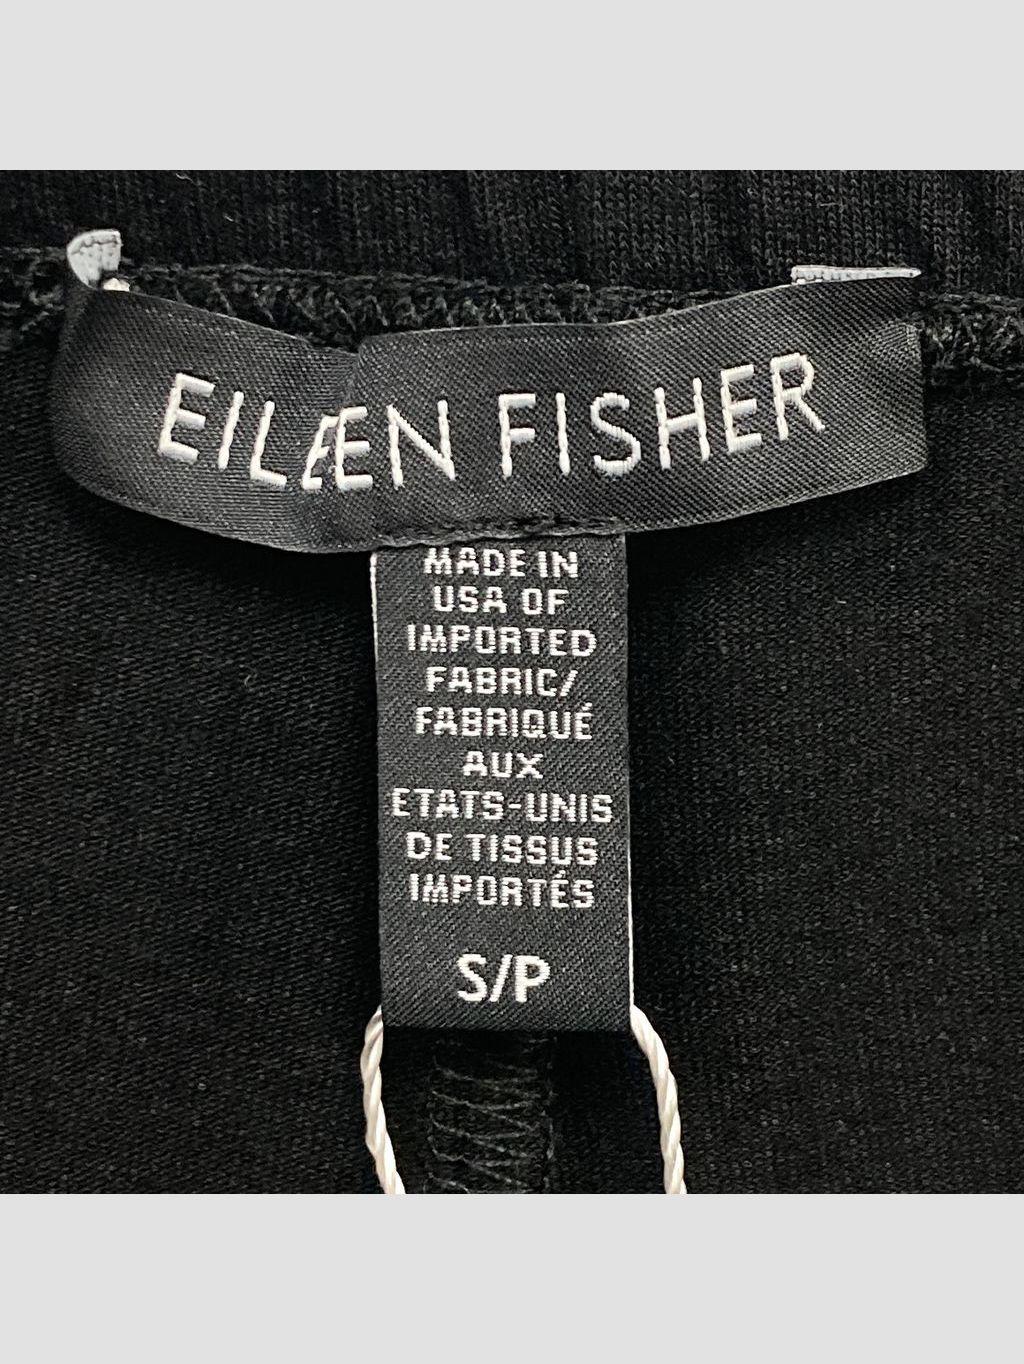 EILEEN FISHER
MADE IN
USA OF
IMPORTED
FABRIC/
FABRIQUÉ
AUX
ETATS-UNIS
DE TISSUS
IMPORTÉS
S/P